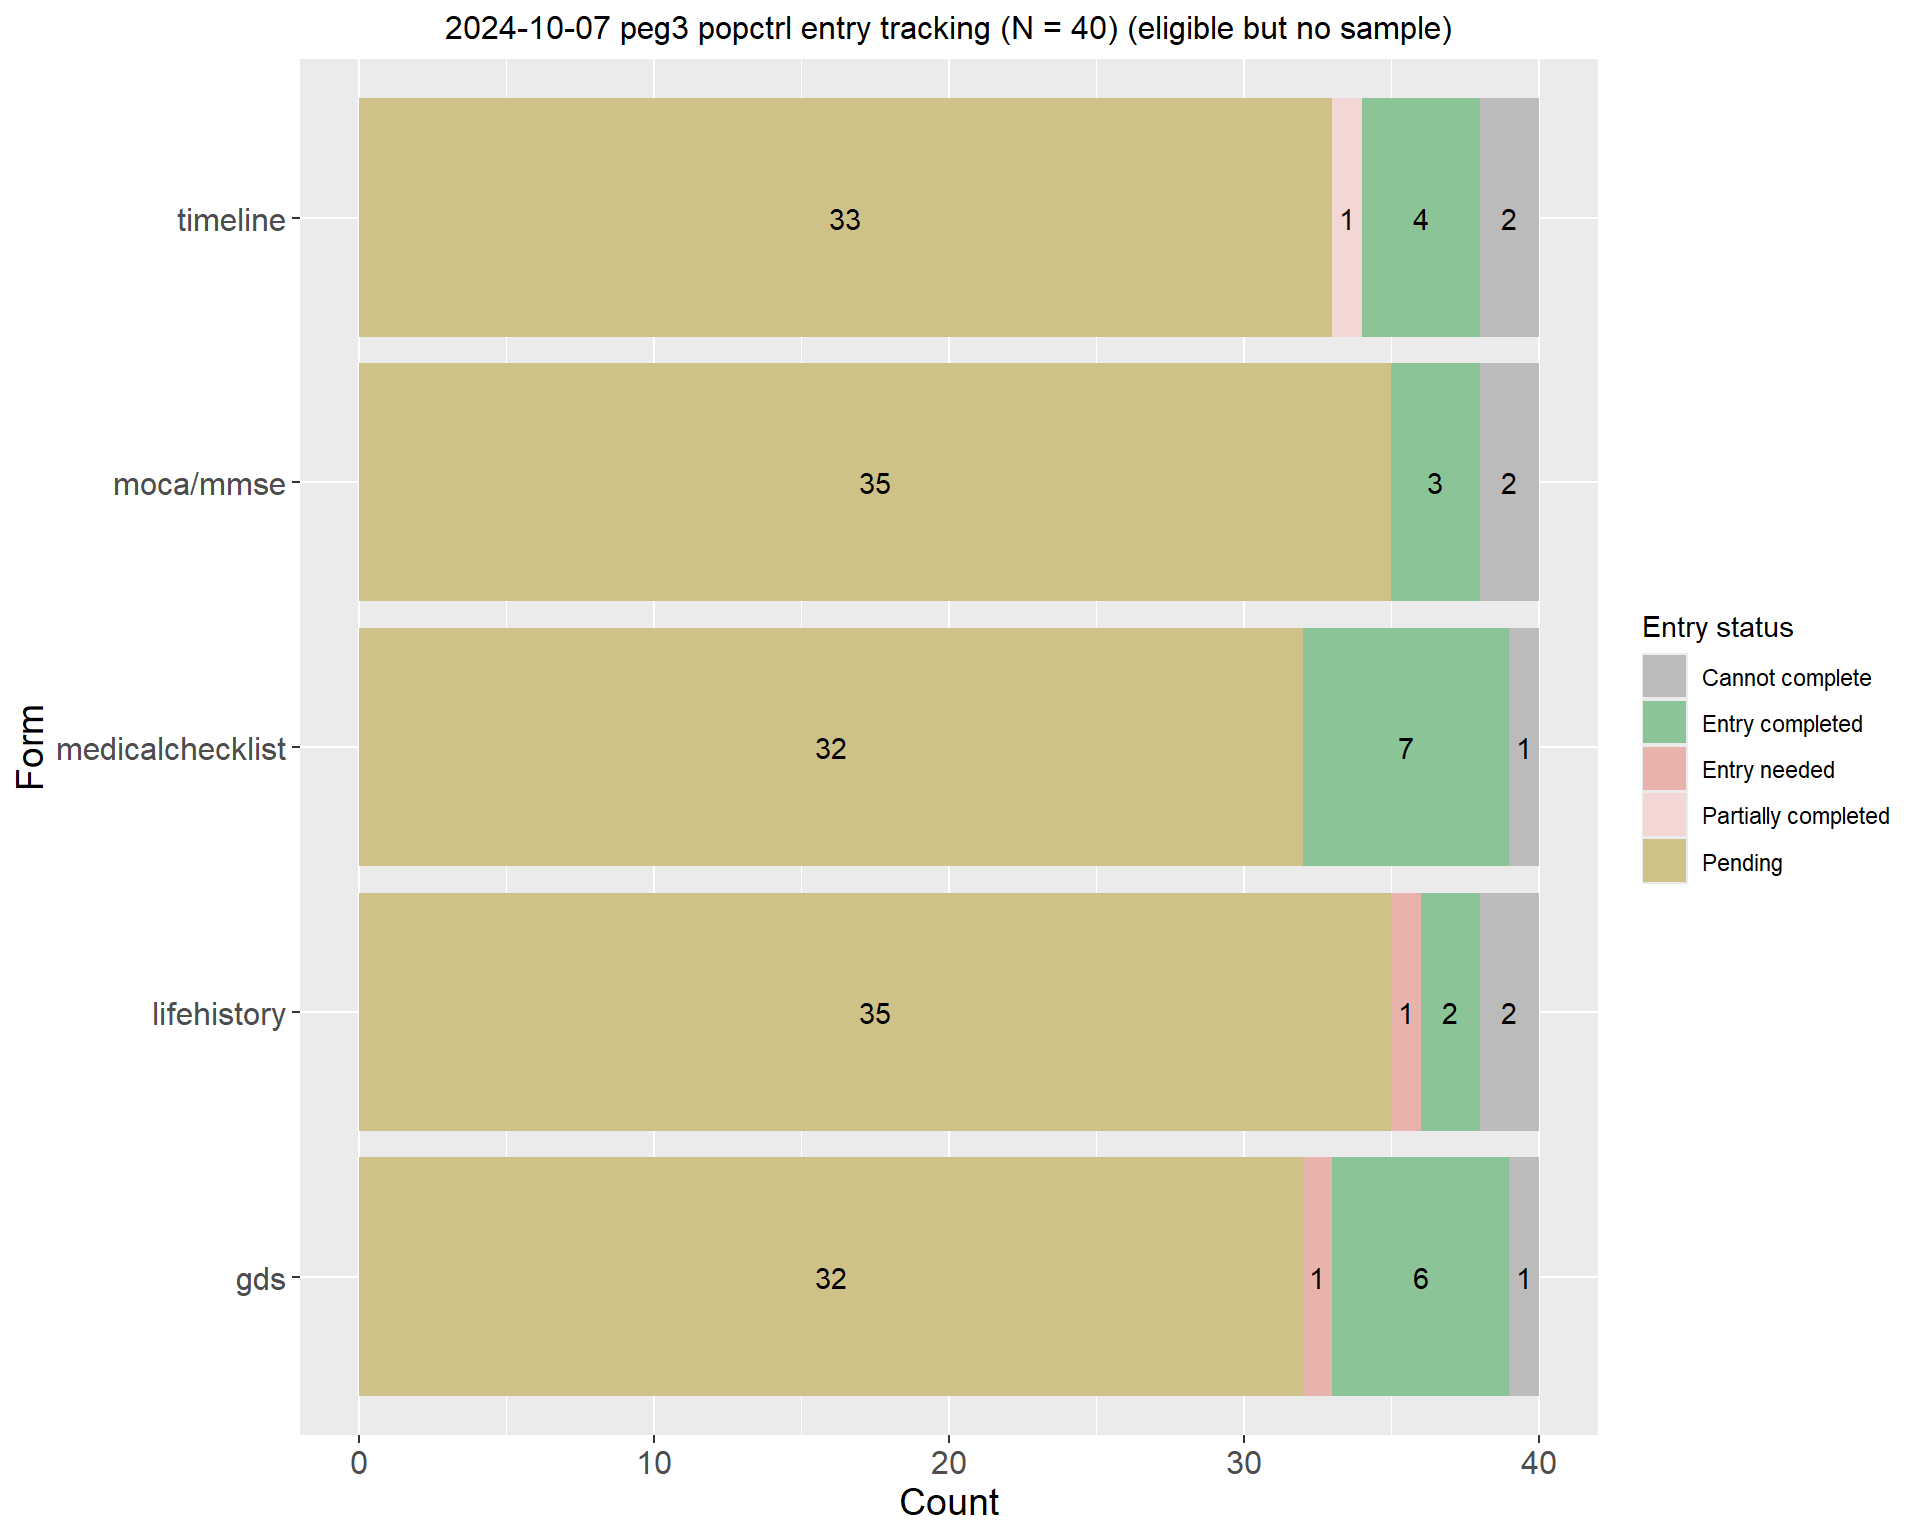 2024-10-07 peg3 popctrl entry tracking (N = 40) (eligible but no sample)
timeline
33
1
4
2
moca/mmse
35
3
2
medicalchecklist
32
7
1
lifehistory
35
1
2
2
gds
32
1
6
1
Form
0
10
20
30
40
Count
Entry status
Cannot complete
Entry completed
Entry needed
Partially completed
Pending